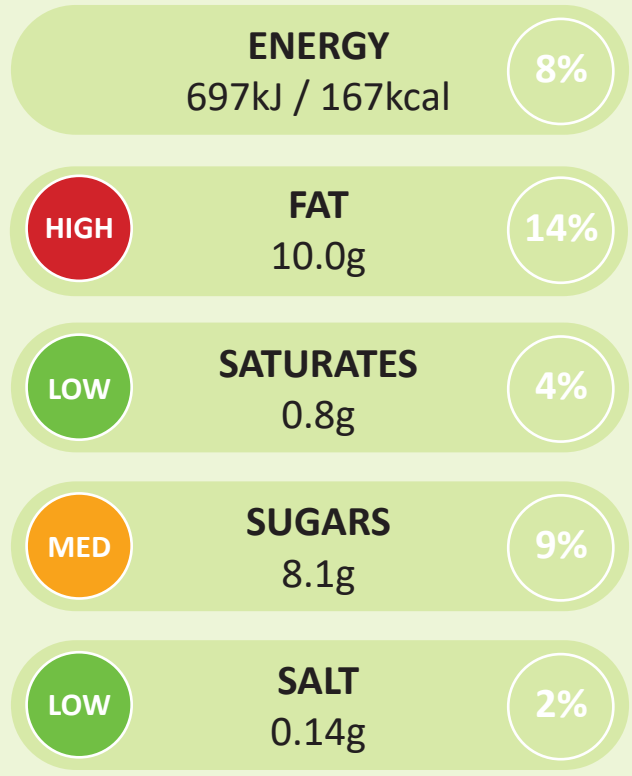 ENERGY
697kJ / 167kcal
8%
HIGH
FAT
10.0g
14%
LOW
SATURATES
0.8g
4%
MED
SUGARS
8.1g
9%
LOW
SALT
0.14g
2%